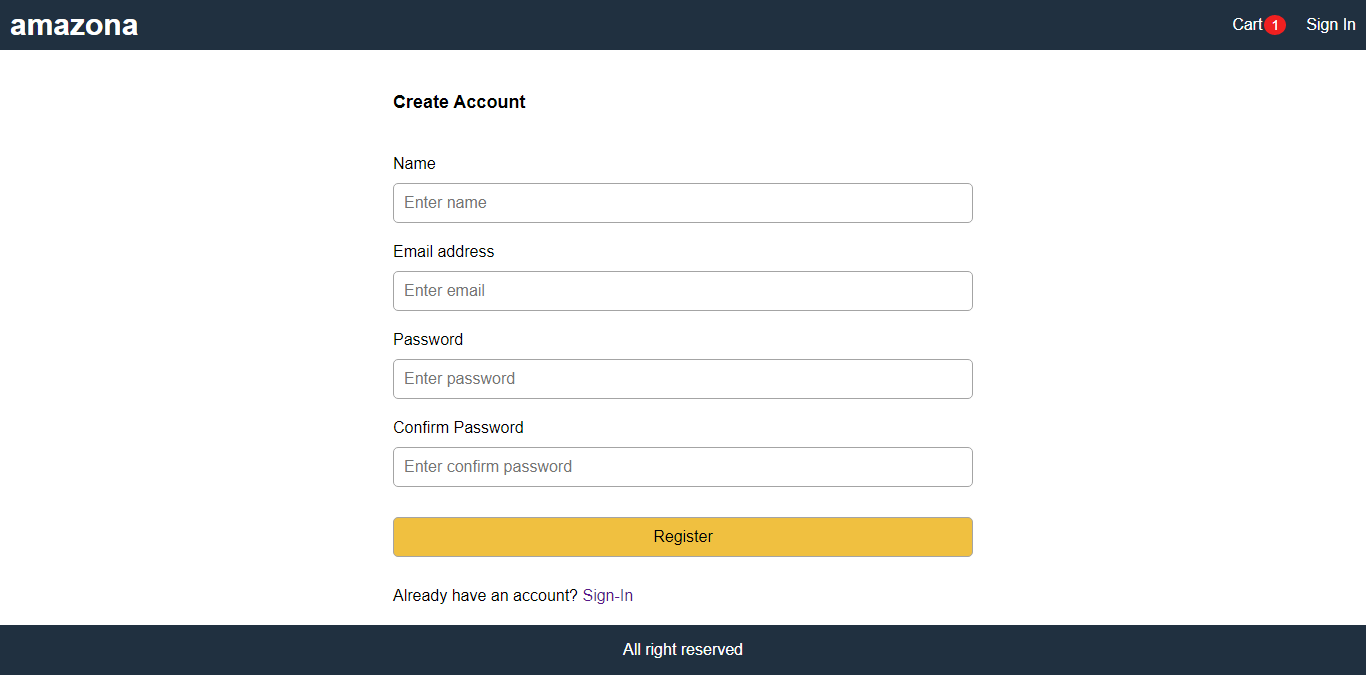 amazona
Cart 1 Sign In
Create Account
Name
Enter name
Email address
Enter email
Password
Enter password
Confirm Password
Enter confirm password
Register
Already have an account? Sign-In
All right reserved